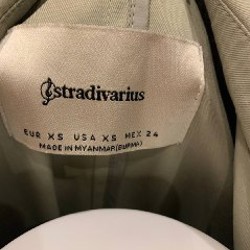 stradivarius
EUR XS USA XS MEX 24
MADE IN MYANMAR (BURMA)